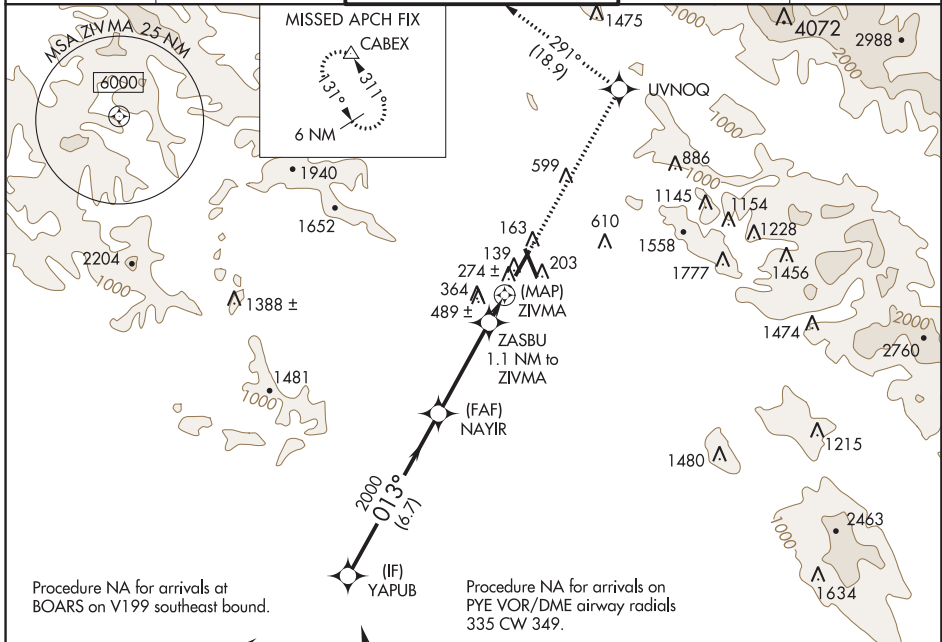 MISSED APCH FIX
CABEX
131°
311°
6 NM
MSA ZIVMA 25 NM
6000
291°
(18.9)
1475
4072
2988
2000
1000
UVNOQ
1000
599
886
1000
1940
1652
1145
1154
1228
1558
1777
1456
163
610
139
274 ±
203
2204
1000
1388 ±
364
489 ±
(MAP)
ZIVMA
ZASBU
1.1 NM to
ZIVMA
1474
2000
2760
1481
1000
(FAF)
NAYIR
1215
1480
2000
013°
(6.7)
1000
2463
(IF)
YAPUB
1634
Procedure NA for arrivals at
BOARS on V199 southeast bound.
Procedure NA for arrivals on
PYE VOR/DME airway radials
335 CW 349.